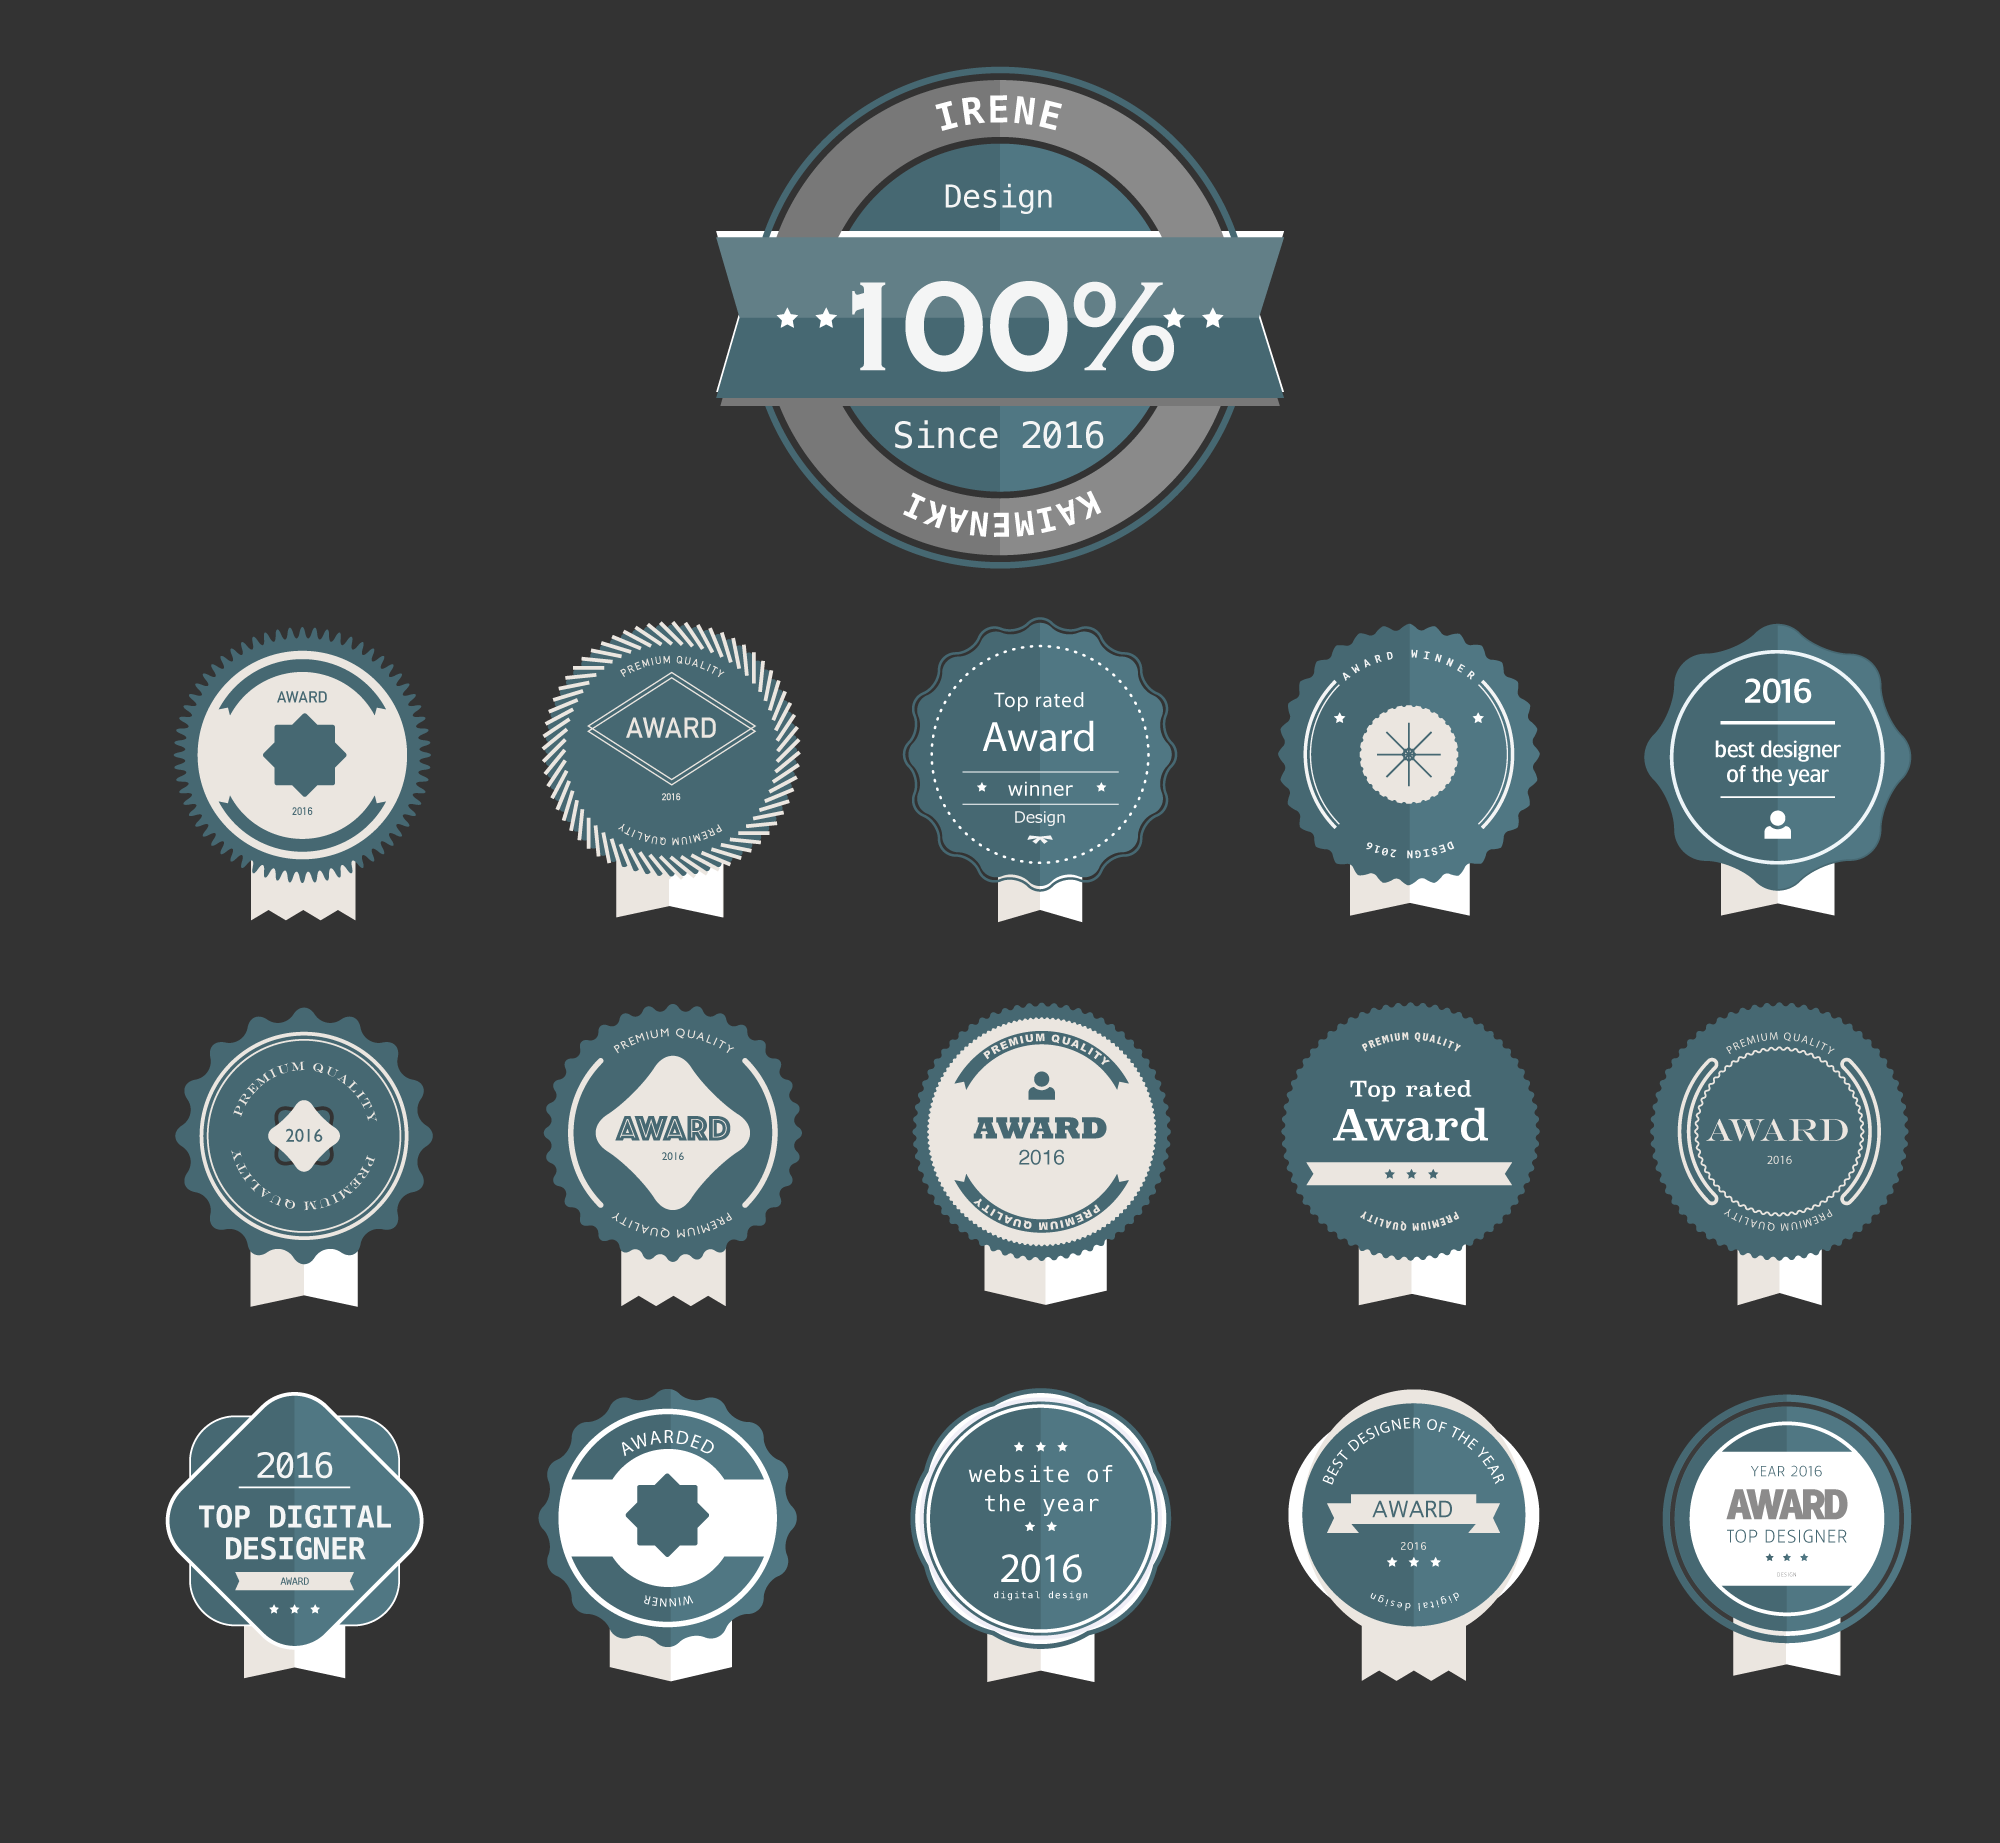 IRENE
Design
100%
Since 2016
KAIMENAKI
AWARD
2016
PREMIUM QUALITY
AWARD
2016
PREMIUM QUALITY
Top rated
Award
winner
Design
AWARD WINNER
DESIGN 2016
2016
best designer
of the year
PREMIUM QUALITY
2016
PREMIUM QUALITY
PREMIUM QUALITY
AWARD
2016
PREMIUM QUALITY
PREMIUM QUALITY
AWARD
2016
PREMIUM QUALITY
PREMIUM QUALITY
Top rated
Award
PREMIUM QUALITY
PREMIUM QUALITY
AWARD
2016
PREMIUM QUALITY
2016
TOP DIGITAL
DESIGNER
AWARD
AWARDED
WINNER
website of
the year
2016
digital design
BEST DESIGNER OF THE YEAR
AWARD
2016
digital design
YEAR 2016
AWARD
TOP DESIGNER
DESIGN